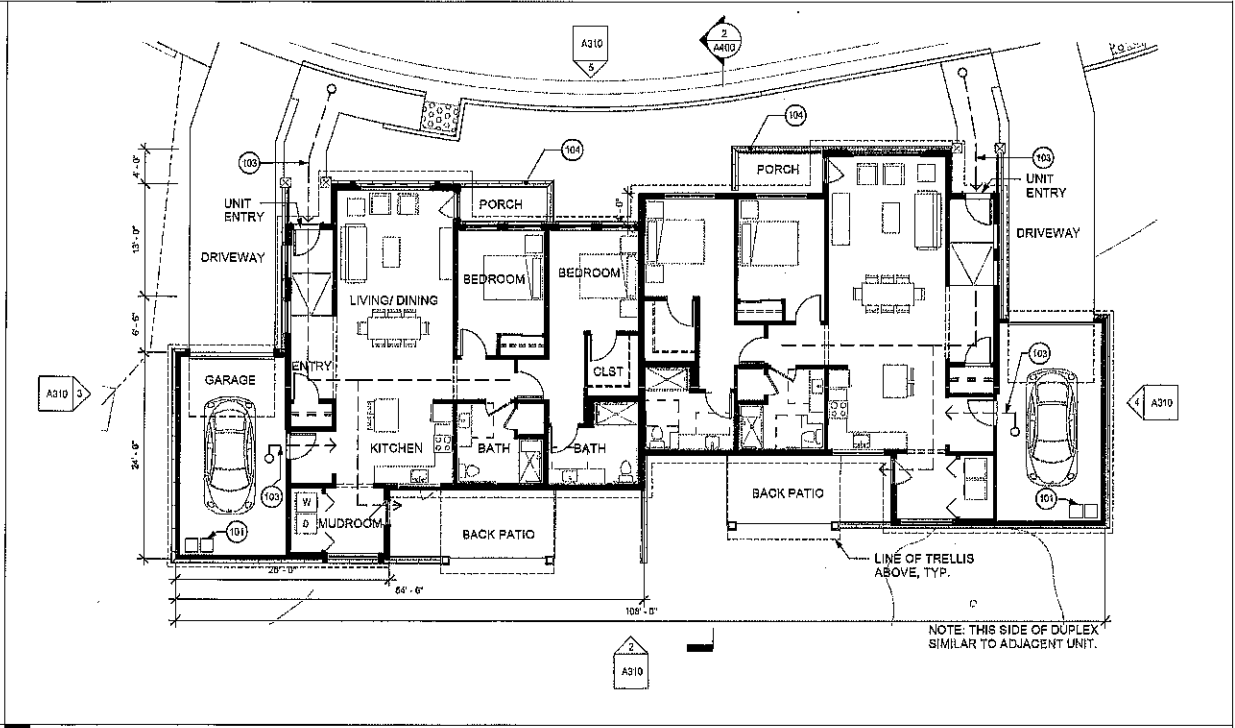 A310
5
2
A400
104
PORCH
103
UNIT
ENTRY
DRIVEWAY
104
PORCH
103
UNIT
ENTRY
DRIVEWAY
4'-0"
13'-0"
6'-6"
24'-6"
BEDROOM
BEDROOM
LIVING/ DINING
ENTRY
CLST
GARAGE
KITCHEN
BATH
BATH
103
103
A310
3
4
A310
101
101
W
D
MUDROOM
BACK PATIO
BACK PATIO
LINE OF TRELLIS
ABOVE, TYP.
54'-6"
NOTE: THIS SIDE OF DUPLEX
SIMILAR TO ADJACENT UNIT.
2
A310